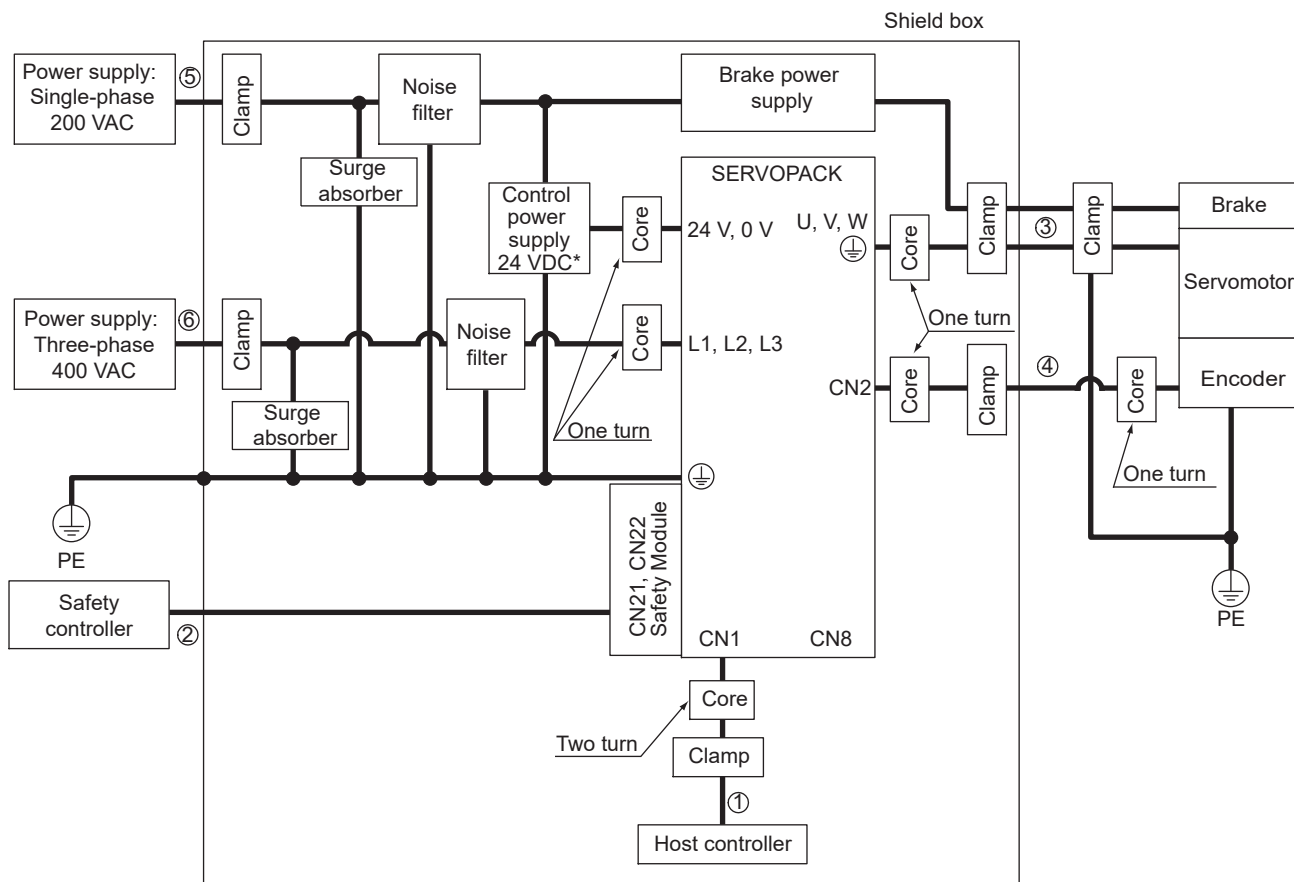 Shield box
Power supply:
Single-phase
200 VAC
⑤
Clamp
Noise
filter
Brake power
supply
Surge
absorber
Control
power
supply
24 VDC*
Core
SERVOPACK
24 V, 0 V
U, V, W
Core
Clamp
③
Clamp
Brake
Servomotor
Power supply:
Three-phase
400 VAC
⑥
Clamp
Noise
filter
Core
L1, L2, L3
One turn
CN2
Core
Clamp
④
Core
Encoder
Surge
absorber
One turn
One turn
PE
CN21, CN22
Safety Module
PE
Safety
controller
②
CN1
CN8
Core
Two turn
Clamp
①
Host controller